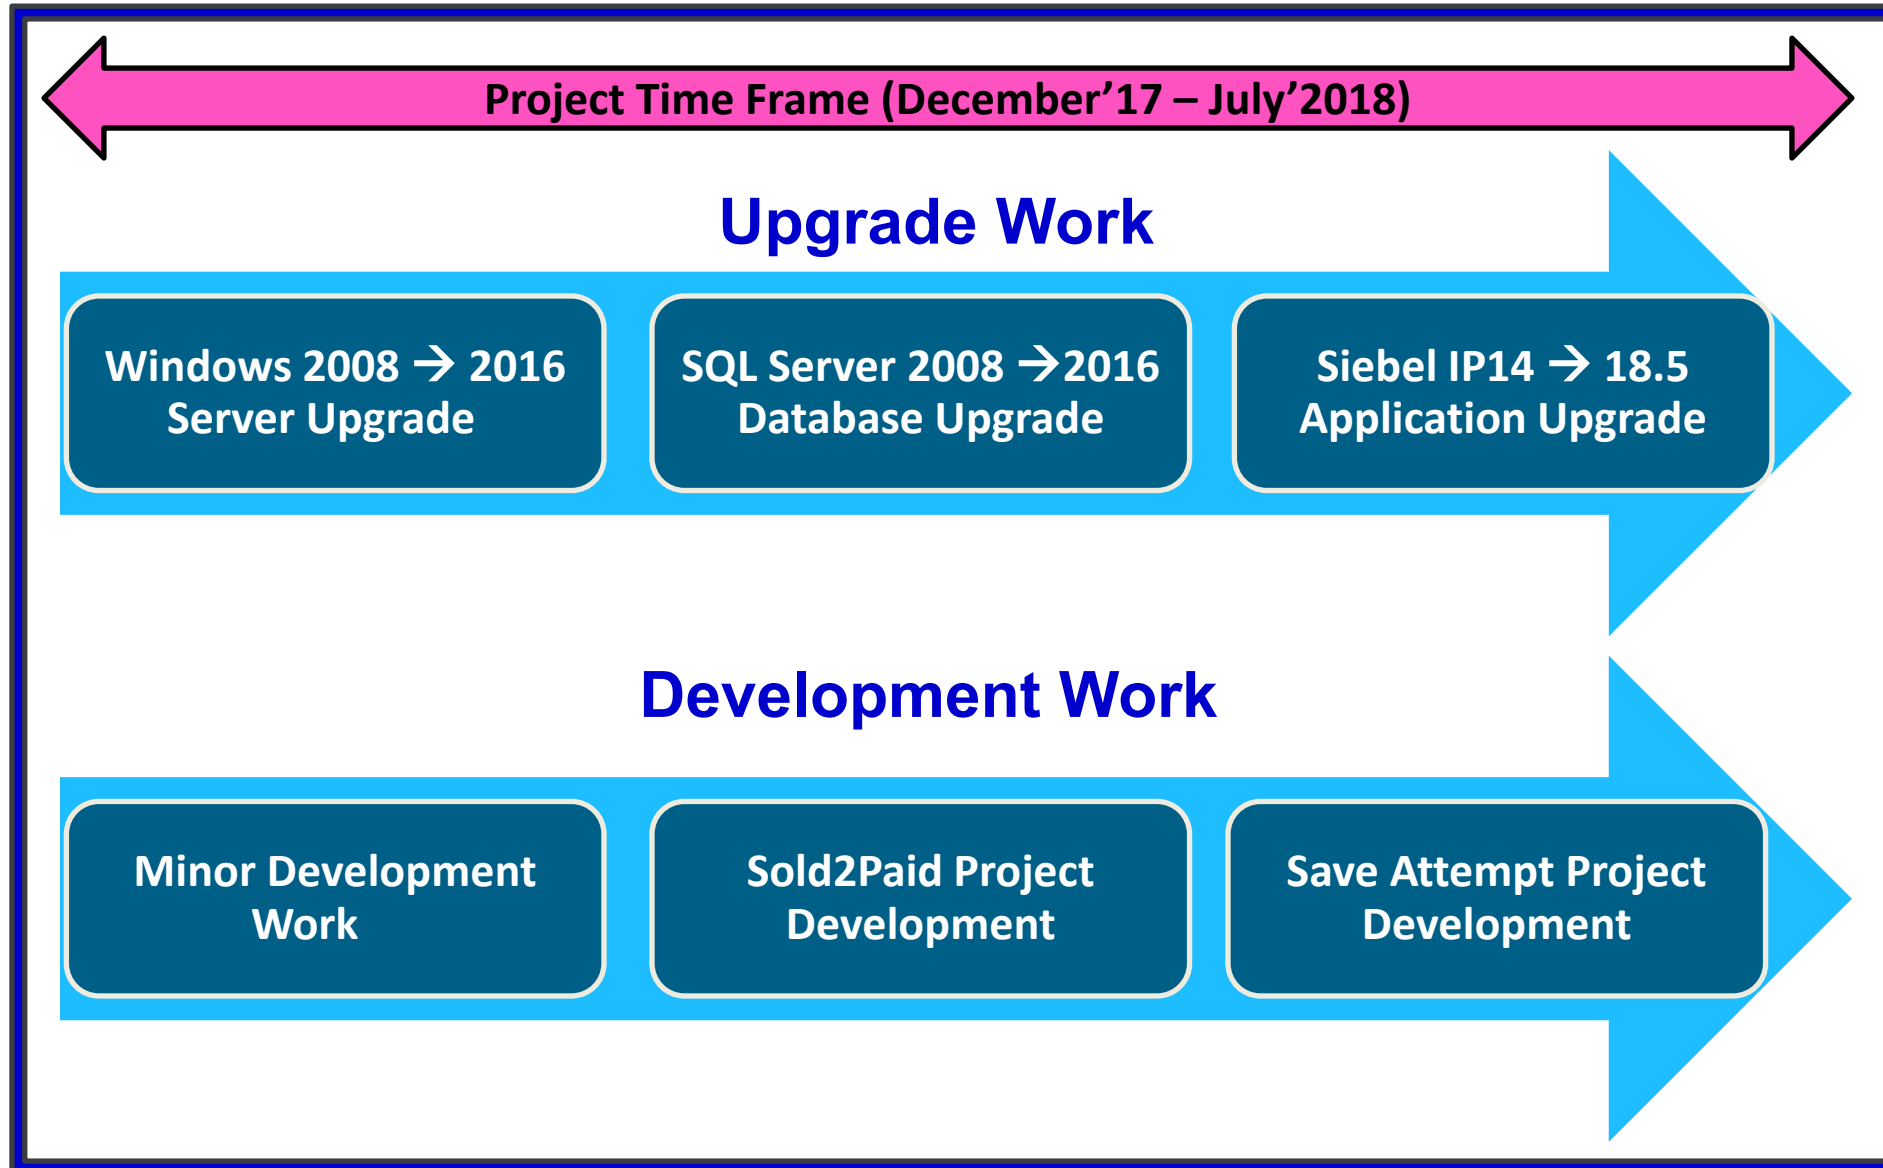 Project Time Frame (December’17 – July’2018)
Upgrade Work
Windows 2008 → 2016
Server Upgrade
SQL Server 2008 →2016
Database Upgrade
Siebel IP14 → 18.5
Application Upgrade
Development Work
Minor Development
Work
Sold2Paid Project
Development
Save Attempt Project
Development